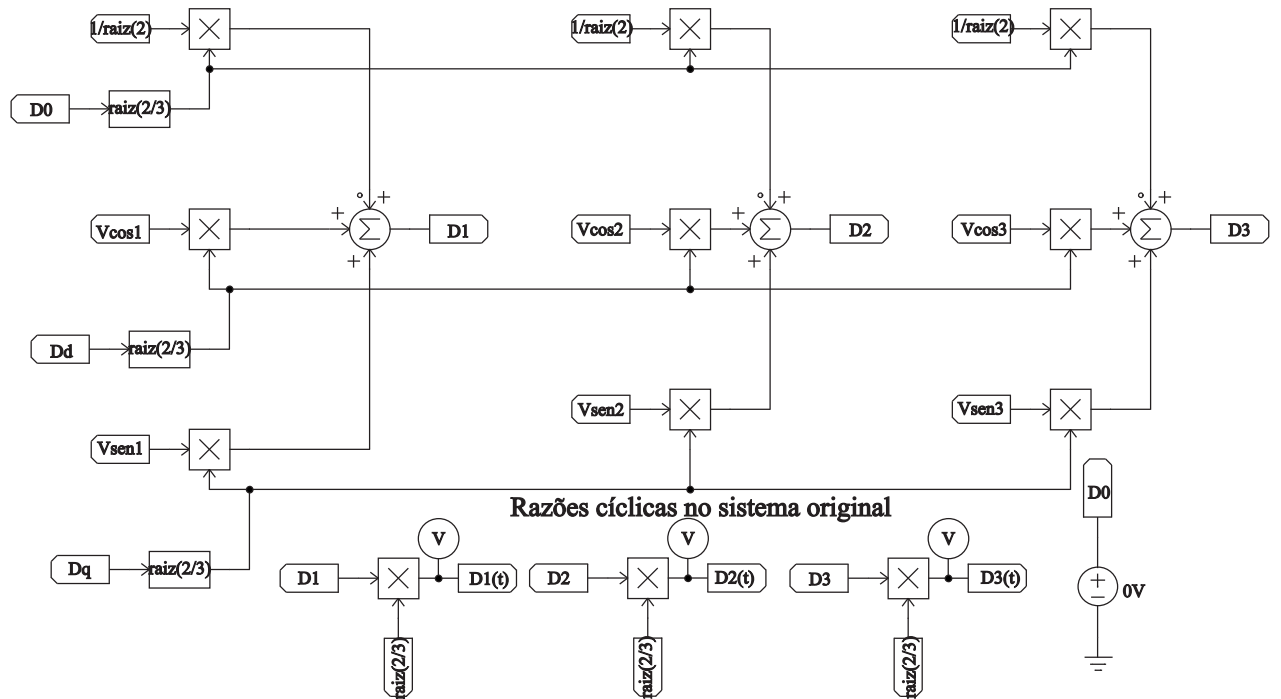 1/raiz(2)
1/raiz(2)
1/raiz(2)
D0
raiz(2/3)
Vcos1
Σ
D1
Vcos2
Σ
D2
Vcos3
Σ
D3
Dd
raiz(2/3)
Vsen2
Vsen3
Vsen1
D0
Razões cíclicas no sistema original
Dq
raiz(2/3)
D1
V
D1(t)
D2
V
D2(t)
D3
V
D3(t)
0V
raiz(2/3)
raiz(2/3)
raiz(2/3)